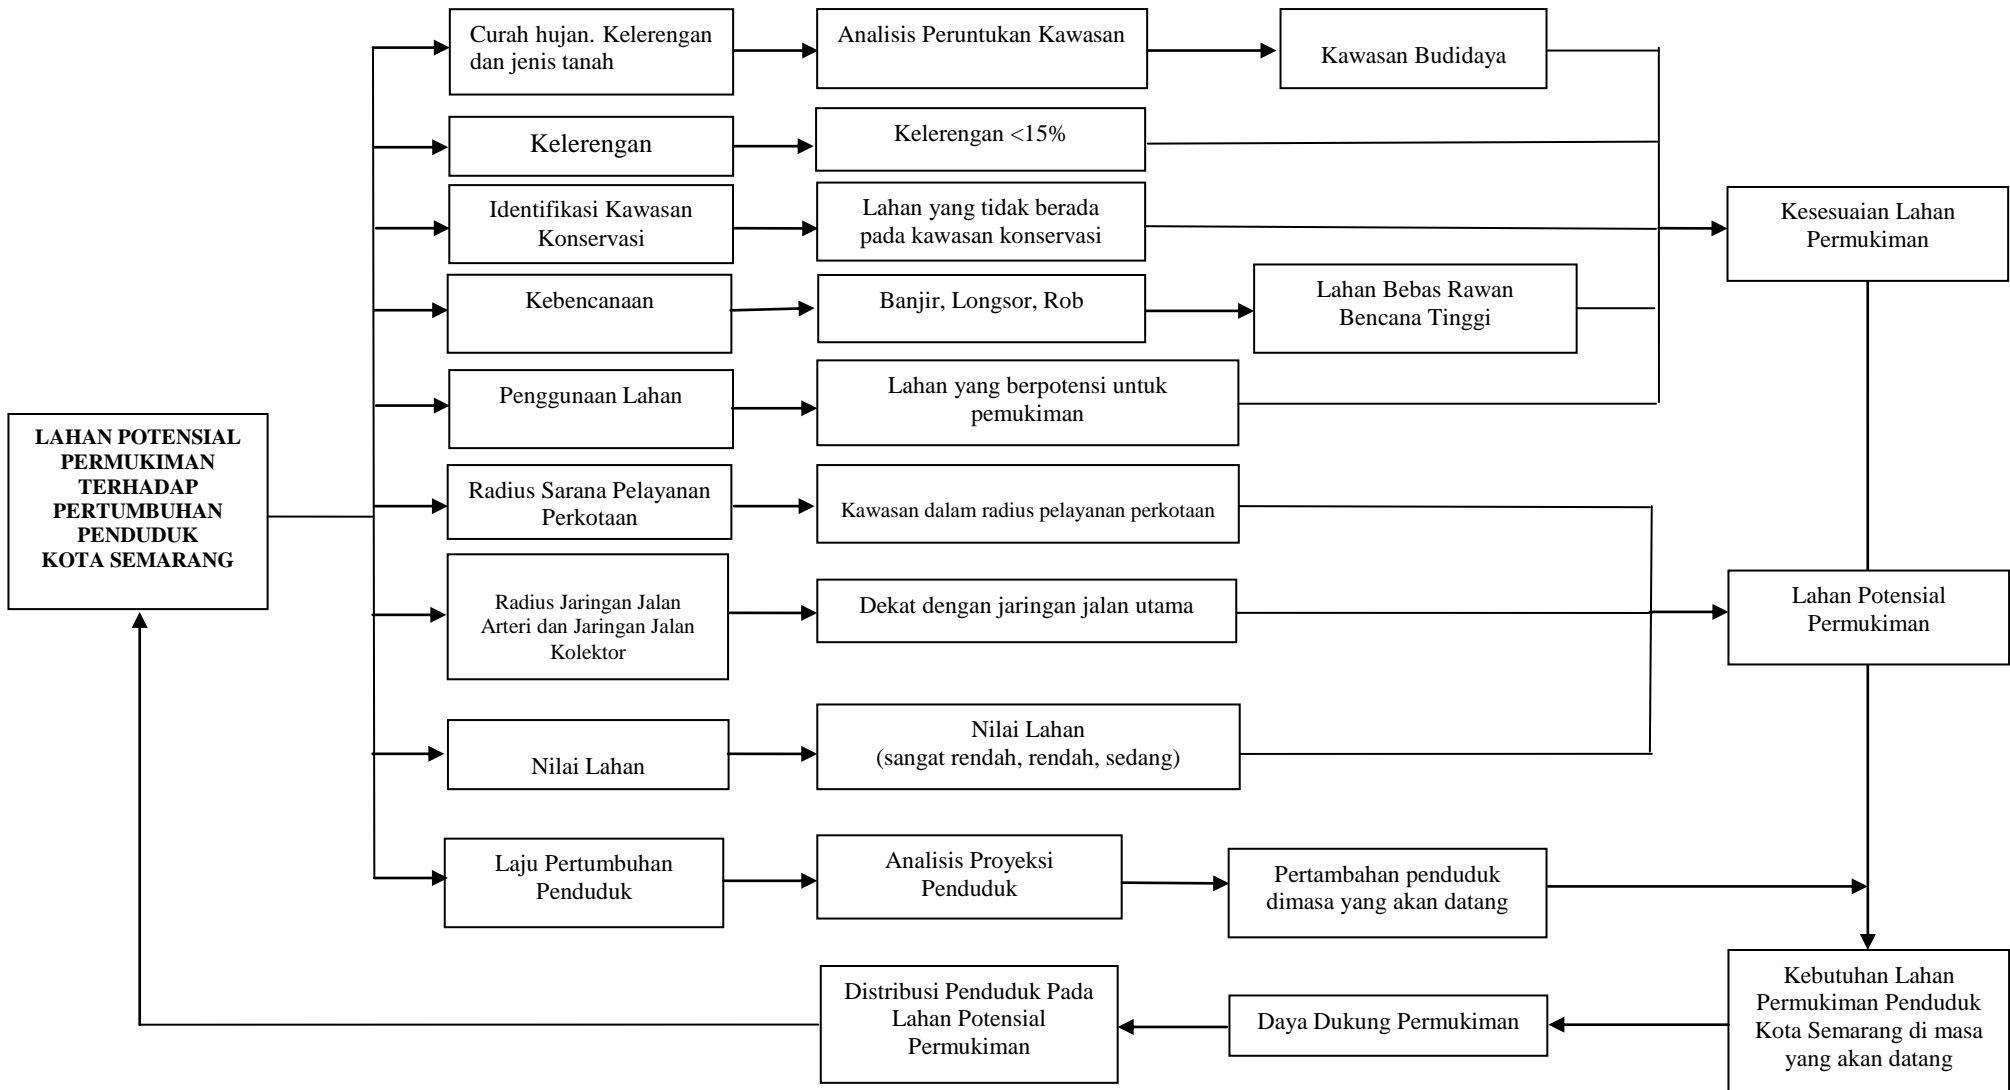 Curah hujan. Kelerengan
dan jenis tanah
Analisis Peruntukan Kawasan
Kawasan Budidaya
Kelerengan
Kelerengan <15%
Identifikasi Kawasan
Konservasi
Lahan yang tidak berada
pada kawasan konservasi
Kesesuaian Lahan
Permukiman
Kebencanaan
Banjir, Longsor, Rob
Lahan Bebas Rawan
Bencana Tinggi
Penggunaan Lahan
Lahan yang berpotensi untuk
pemukiman
LAHAN POTENSIAL
PERMUKIMAN
TERHADAP
PERTUMBUHAN
PENDUDUK
KOTA SEMARANG
Radius Sarana Pelayanan
Perkotaan
Kawasan dalam radius pelayanan perkotaan
Radius Jaringan Jalan
Arteri dan Jaringan Jalan
Kolektor
Dekat dengan jaringan jalan utama
Lahan Potensial
Permukiman
Nilai Lahan
Nilai Lahan
(sangat rendah, rendah, sedang)
Laju Pertumbuhan
Penduduk
Analisis Proyeksi
Penduduk
Pertambahan penduduk
dimasa yang akan datang
Distribusi Penduduk Pada
Lahan Potensial
Permukiman
Daya Dukung Permukiman
Kebutuhan Lahan
Permukiman Penduduk
Kota Semarang di masa
yang akan datang